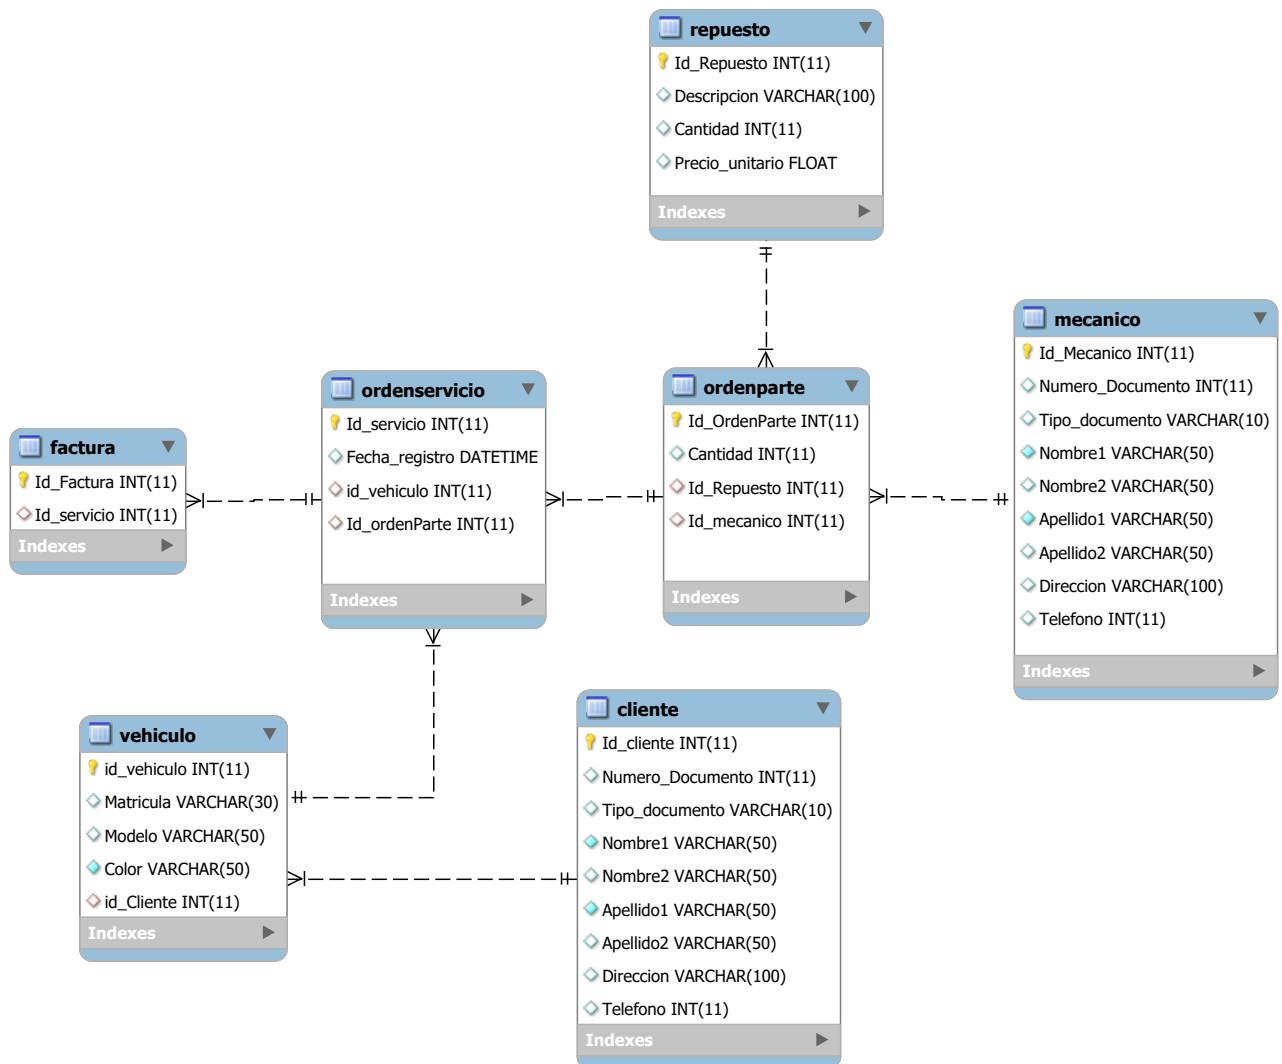 repuesto
Id_Repuesto INT(11)
Descripcion VARCHAR(100)
Cantidad INT(11)
Precio_unitario FLOAT
Indexes
mecanico
Id_Mecanico INT(11)
Numero_Documento INT(11)
Tipo_documento VARCHAR(10)
Nombre1 VARCHAR(50)
Nombre2 VARCHAR(50)
Apellido1 VARCHAR(50)
Apellido2 VARCHAR(50)
Direccion VARCHAR(100)
Telefono INT(11)
Indexes
ordenparte
Id_OrdenParte INT(11)
Cantidad INT(11)
Id_Repuesto INT(11)
Id_mecanico INT(11)
Indexes
ordenservicio
Id_servicio INT(11)
Fecha_registro DATETIME
id_vehiculo INT(11)
Id_ordenParte INT(11)
Indexes
factura
Id_Factura INT(11)
Id_servicio INT(11)
Indexes
vehiculo
id_vehiculo INT(11)
Matricula VARCHAR(30)
Modelo VARCHAR(50)
Color VARCHAR(50)
id_Cliente INT(11)
Indexes
cliente
Id_cliente INT(11)
Numero_Documento INT(11)
Tipo_documento VARCHAR(10)
Nombre1 VARCHAR(50)
Nombre2 VARCHAR(50)
Apellido1 VARCHAR(50)
Apellido2 VARCHAR(50)
Direccion VARCHAR(100)
Telefono INT(11)
Indexes